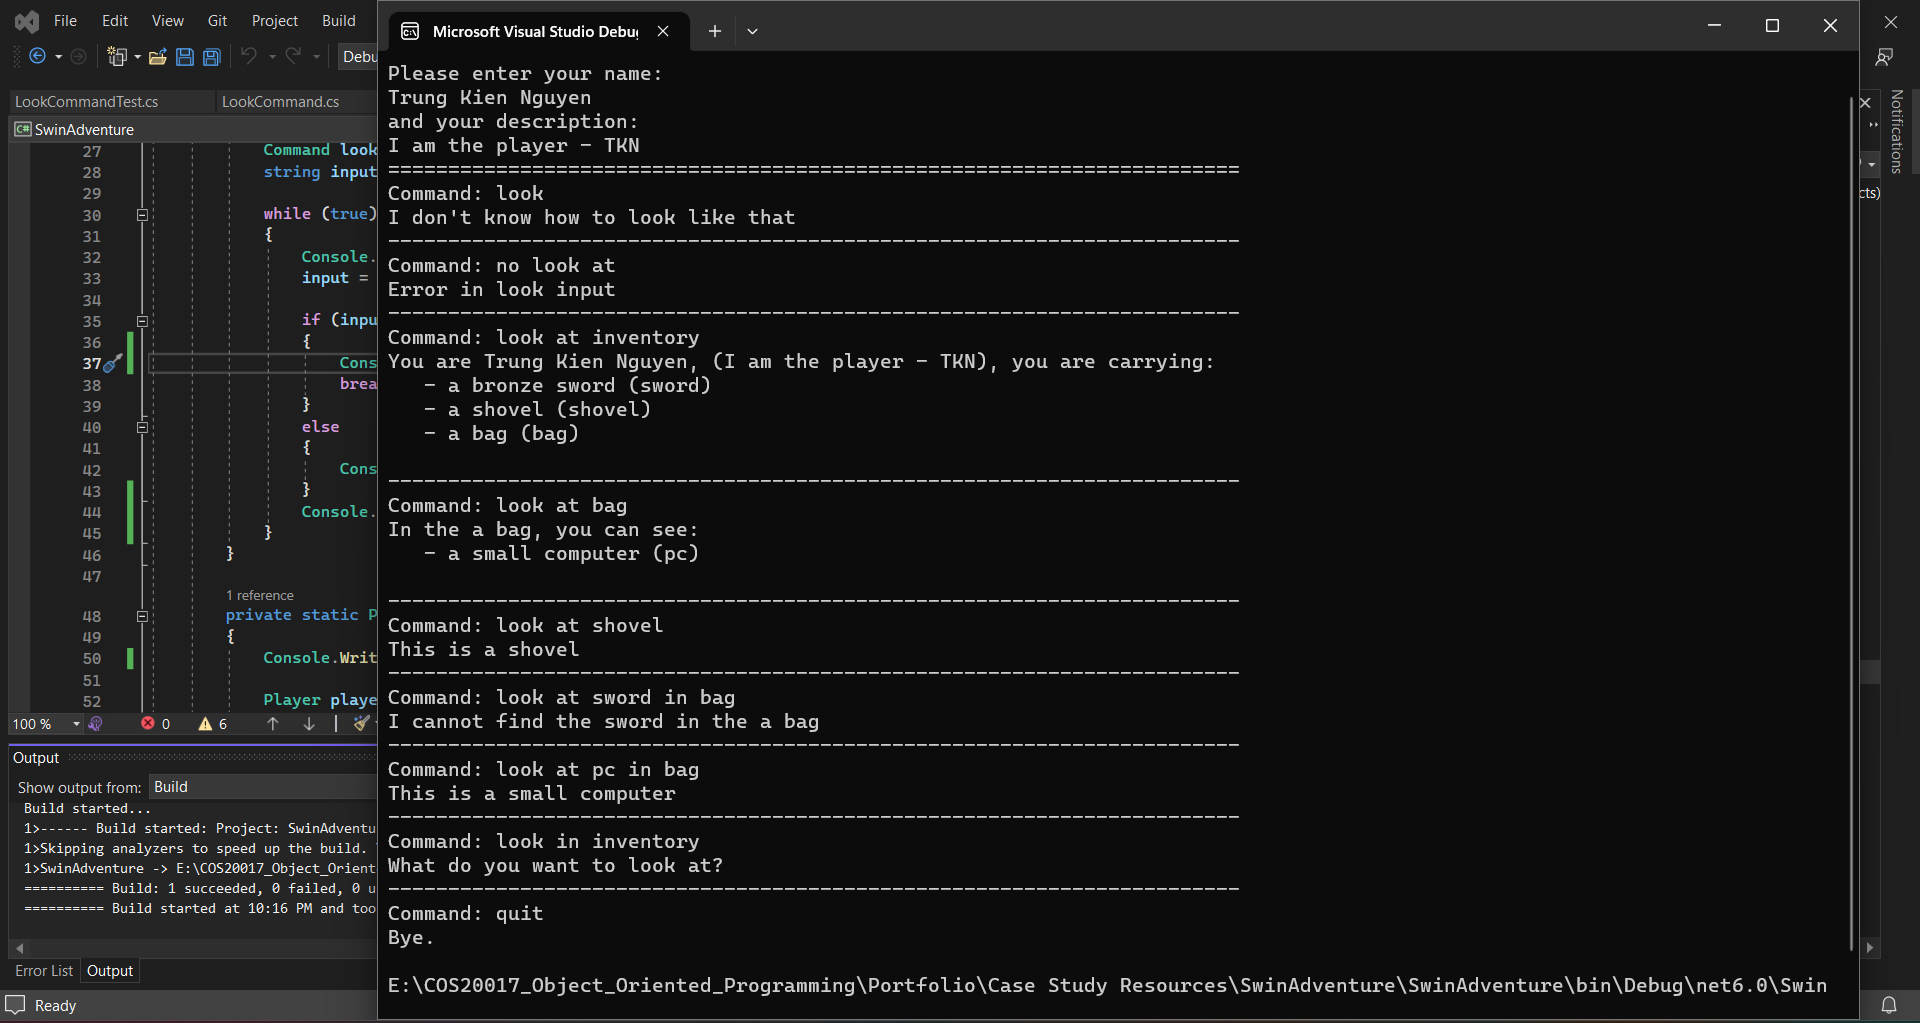 File Edit View Git Project Build
Debu
LookCommandTest.cs LookCommand.cs
C# SwinAdventure
27 Command look
28 string input
29
30 while (true)
31 {
32 Console.
33 input =
34
35 if (inpu
36 {
37 Cons
38 brea
39 }
40 else
41 {
42 Cons
43 }
44 Console.
45 }
46 }
47
1 reference
48 private static P
49 {
50 Console.Writ
51
52 Player playe
100 % 0 6
Output
Show output from: Build
Build started...
1>------ Build started: Project: SwinAdventu
1>Skipping analyzers to speed up the build.
1>SwinAdventure -> E:\COS20017_Object_Orient
========== Build: 1 succeeded, 0 failed, 0 u
========== Build started at 10:16 PM and too
Error List Output
Ready
Microsoft Visual Studio Debu
Please enter your name:
Trung Kien Nguyen
and your description:
I am the player - TKN
=======================================================================
Command: look
I don't know how to look like that
-----------------------------------------------------------------------
Command: no look at
Error in look input
-----------------------------------------------------------------------
Command: look at inventory
You are Trung Kien Nguyen, (I am the player - TKN), you are carrying:
- a bronze sword (sword)
- a shovel (shovel)
- a bag (bag)
-----------------------------------------------------------------------
Command: look at bag
In the a bag, you can see:
- a small computer (pc)
-----------------------------------------------------------------------
Command: look at shovel
This is a shovel
-----------------------------------------------------------------------
Command: look at sword in bag
I cannot find the sword in the a bag
-----------------------------------------------------------------------
Command: look at pc in bag
This is a small computer
-----------------------------------------------------------------------
Command: look in inventory
What do you want to look at?
-----------------------------------------------------------------------
Command: quit
Bye.
E:\COS20017_Object_Oriented_Programming\Portfolio\Case Study Resources\SwinAdventure\SwinAdventure\bin\Debug\net6.0\Swin
Notifications
cts)